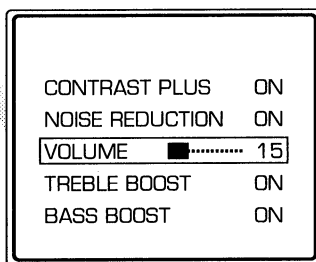 CONTRAST PLUS ON
NOISE REDUCTION ON
VOLUME 15
TREBLE BOOST ON
BASS BOOST ON